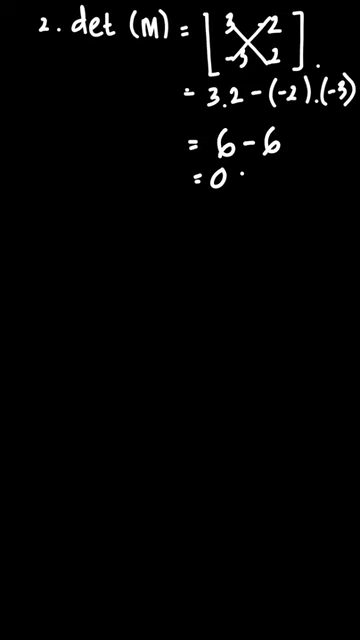 2. det (M) = [ 3 -2
-3 2 ].
= 3.2 - (-2).(-3)
= 6 - 6
= 0.